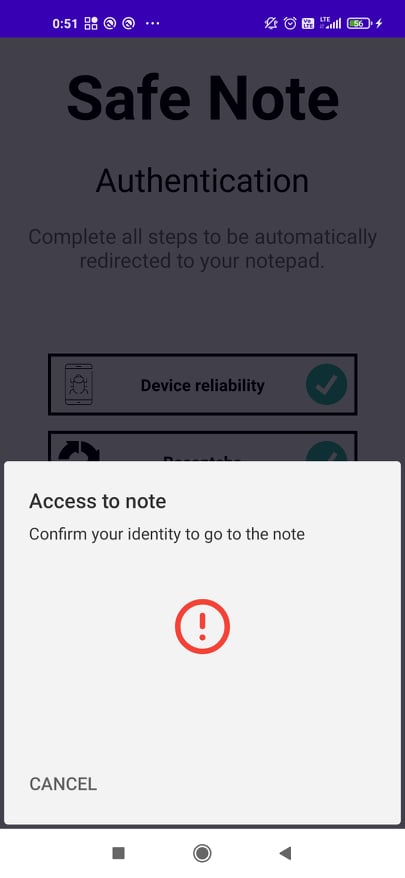 0:51
LTE
56
Safe Note
Authentication
Complete all steps to be automatically
redirected to your notepad.
Device reliability
Access to note
Confirm your identity to go to the note
CANCEL